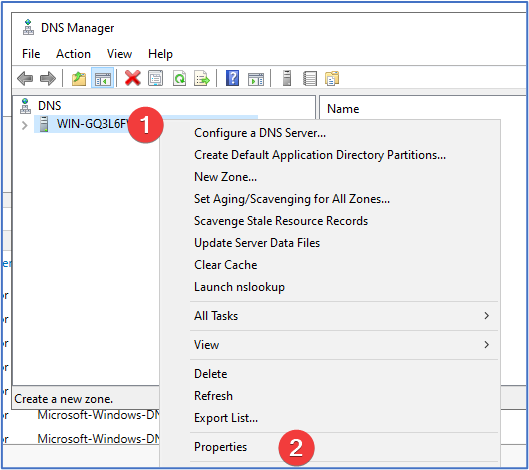 DNS Manager
File Action View Help
DNS
Name
1
Configure a DNS Server...
Create Default Application Directory Partitions...
New Zone...
Set Aging/Scavenging for All Zones...
Scavenge Stale Resource Records
Update Server Data Files
Clear Cache
Launch nslookup
All Tasks
View
Delete
Refresh
Export List...
Properties 2
Create a new zone.
or Microsoft-Windows-DN
or Microsoft-Windows-DN